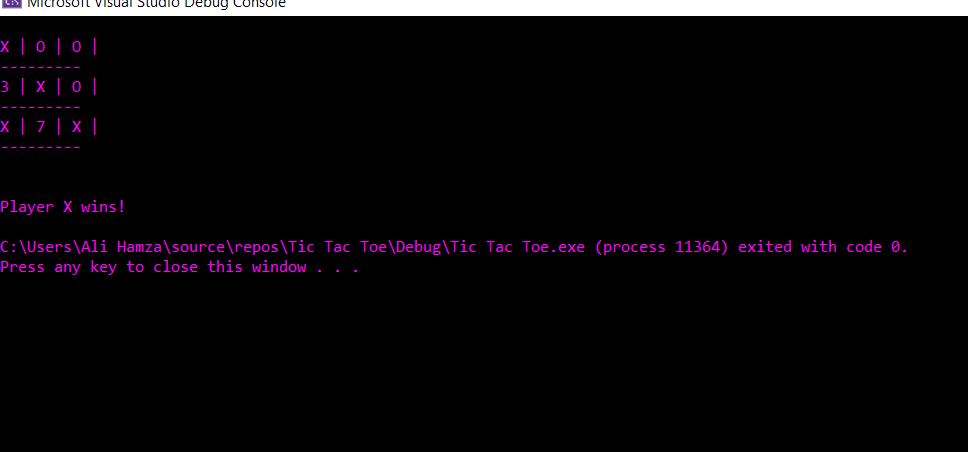 Microsoft Visual Studio Debug Console
X | O | O |
---------
3 | X | O |
---------
X | 7 | X |
---------
Player X wins!
C:\Users\Ali Hamza\source\repos\Tic Tac Toe\Debug\Tic Tac Toe.exe (process 11364) exited with code 0.
Press any key to close this window . . .